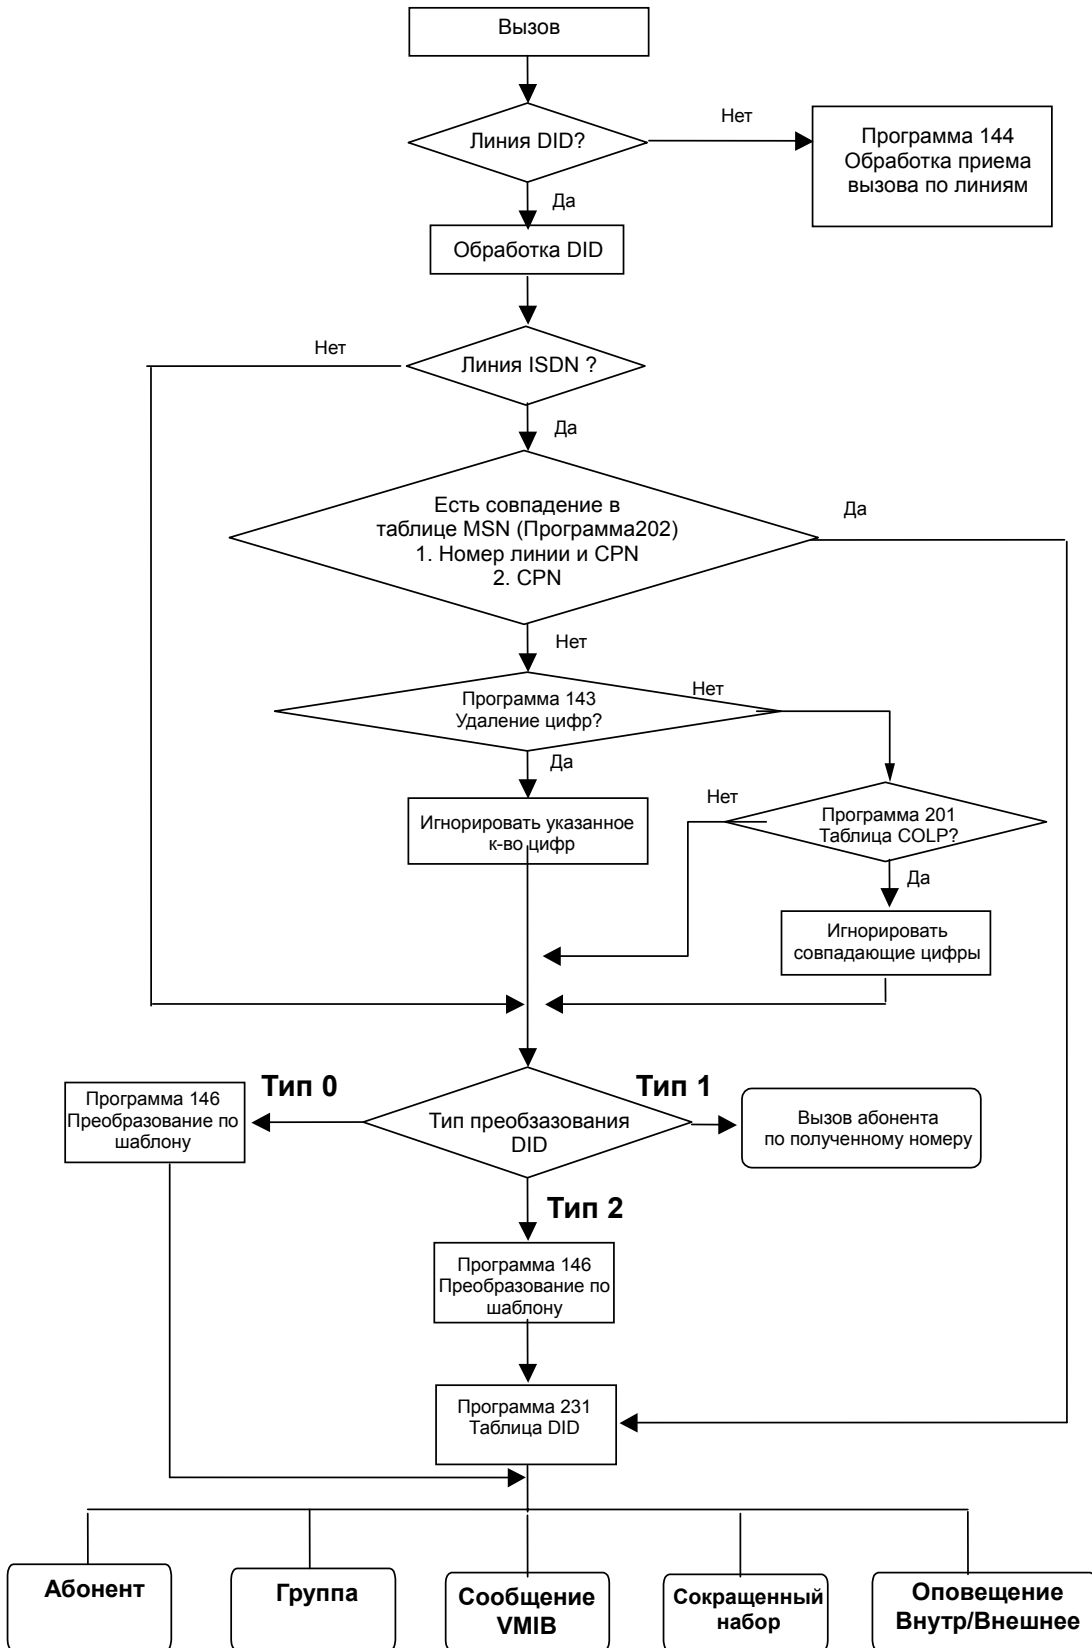 Вызов
Линия DID?
Нет
Программа 144
Обработка приема
вызова по линиям
Да
Обработка DID
Нет
Линия ISDN ?
Да
Есть совпадение в
таблице MSN (Программа202)
1. Номер линии и CPN
2. CPN
Да
Нет
Программа 143
Удаление цифр?
Нет
Да
Игнорировать указанное
к-во цифр
Нет
Программа 201
Таблица COLP?
Да
Игнорировать
совпадающие цифры
Тип 0
Тип 1
Программа 146
Преобразование по
шаблону
Тип преобзазования
DID
Вызов абонента
по полученному номеру
Тип 2
Программа 146
Преобразование по
шаблону
Программа 231
Таблица DID
Абонент
Группа
Сообщение
VMIB
Сокращенный
набор
Оповещение
Внутр/Внешнее